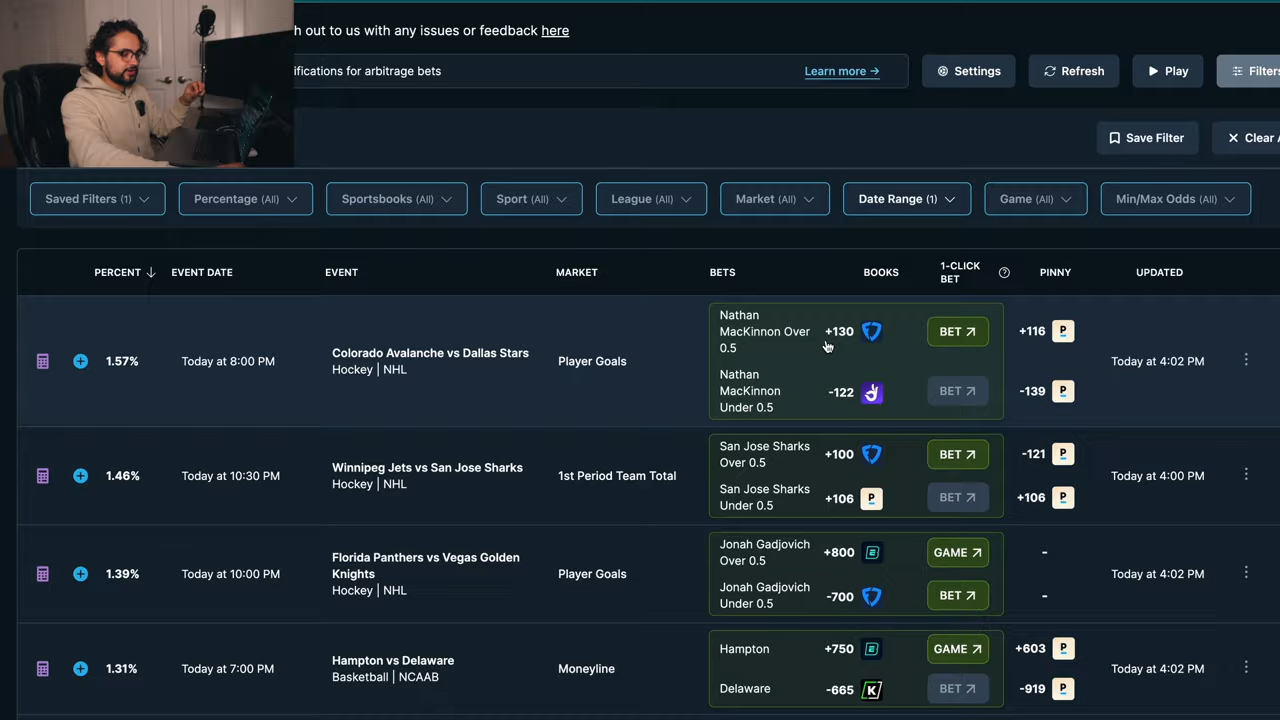 h out to us with any issues or feedback here
ifications for arbitrage bets
Learn more →
Settings
Refresh
Play
Filters
Save Filter
Clear A
Saved Filters (1)
Percentage (All)
Sportsbooks (All)
Sport (All)
League (All)
Market (All)
Date Range (1)
Game (All)
Min/Max Odds (All)
PERCENT
EVENT DATE
EVENT
MARKET
BETS
BOOKS
1-CLICK
BET
PINNY
UPDATED
1.57%
Today at 8:00 PM
Colorado Avalanche vs Dallas Stars
Hockey | NHL
Player Goals
Nathan
MacKinnon Over
0.5
+130
BET
+116
P
Nathan
MacKinnon
Under 0.5
-122
BET
-139
P
Today at 4:02 PM
1.46%
Today at 10:30 PM
Winnipeg Jets vs San Jose Sharks
Hockey | NHL
1st Period Team Total
San Jose Sharks
Over 0.5
+100
BET
-121
P
San Jose Sharks
Under 0.5
+106
P
BET
+106
P
Today at 4:00 PM
1.39%
Today at 10:00 PM
Florida Panthers vs Vegas Golden
Knights
Hockey | NHL
Player Goals
Jonah Gadjovich
Over 0.5
+800
E
GAME
-
Jonah Gadjovich
Under 0.5
-700
BET
-
Today at 4:02 PM
1.31%
Today at 7:00 PM
Hampton vs Delaware
Basketball | NCAAB
Moneyline
Hampton
+750
E
GAME
+603
P
Delaware
-665
K
BET
-919
P
Today at 4:02 PM